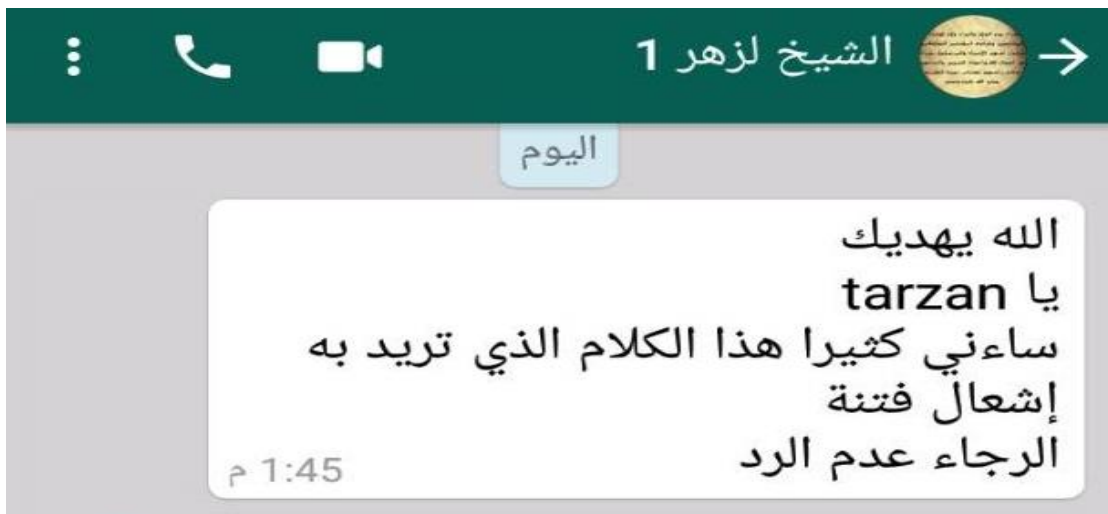 الشيخ لزهر 1
اليوم
الله يهديك
يا tarzan
ساءني كثيرا هذا الكلام الذي تريد به
إشعال فتنة
الرجاء عدم الرد
1:45 م